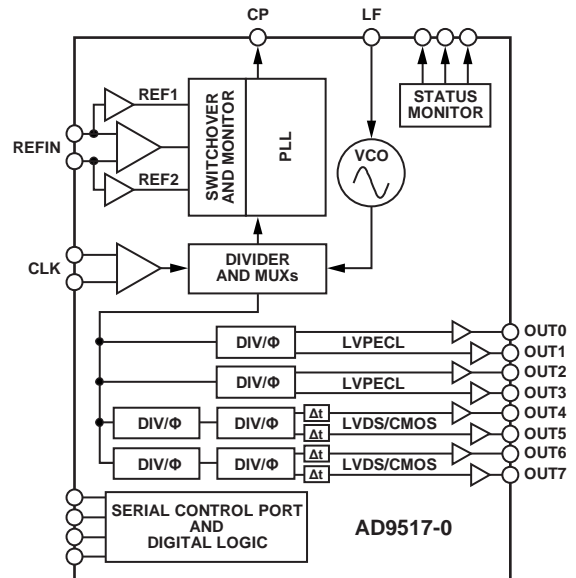 CP
LF
REF1
STATUS
MONITOR
SWITCHOVER
AND MONITOR
PLL
REFIN
VCO
REF2
CLK
DIVIDER
AND MUXs
DIV/Φ
LVPECL
OUT0
OUT1
DIV/Φ
LVPECL
OUT2
OUT3
DIV/Φ
DIV/Φ
Δt
Δt
LVDS/CMOS
OUT4
OUT5
DIV/Φ
DIV/Φ
Δt
Δt
LVDS/CMOS
OUT6
OUT7
SERIAL CONTROL PORT
AND
DIGITAL LOGIC
AD9517-0